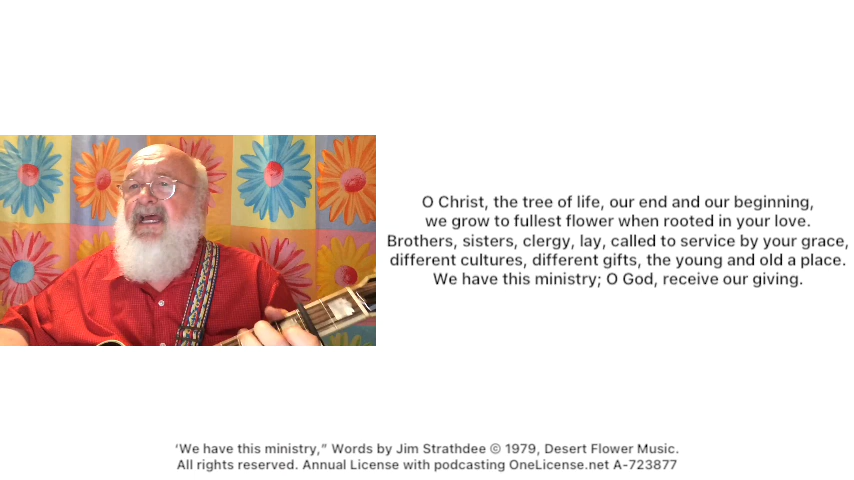 O Christ, the tree of life, our end and our beginning,
we grow to fullest flower when rooted in your love.
Brothers, sisters, clergy, lay, called to service by your grace,
different cultures, different gifts, the young and old a place.
We have this ministry; O God, receive our giving.
‘We have this ministry,” Words by Jim Strathdee © 1979, Desert Flower Music.
All rights reserved. Annual License with podcasting OneLicense.net A-723877